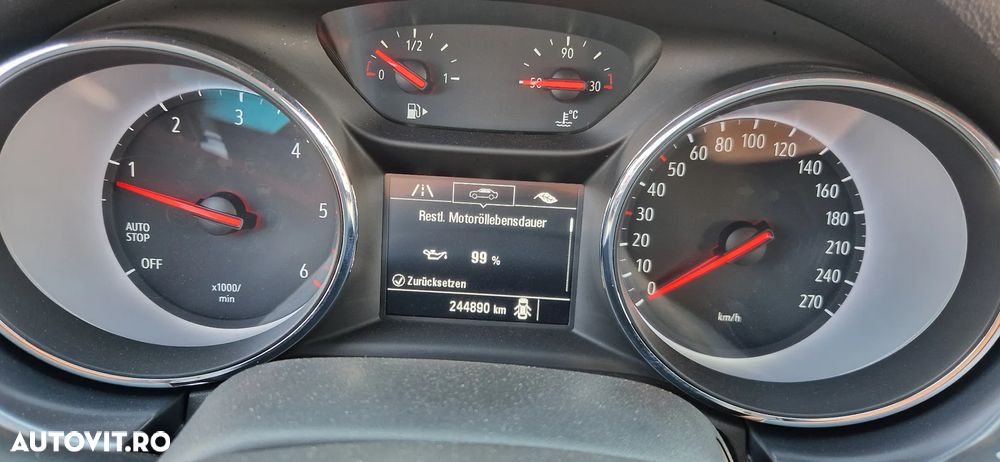 1/2
0
1
90
50
130
°C
1
2
3
4
5
6
AUTO
STOP
OFF
x1000/
min
Restl. Motoröllebensdauer
99 %
Zurücksetzen
244890 km
0
10
20
30
40
50
60
80
100
120
140
160
180
210
240
270
km/h
AUTOVIT.RO